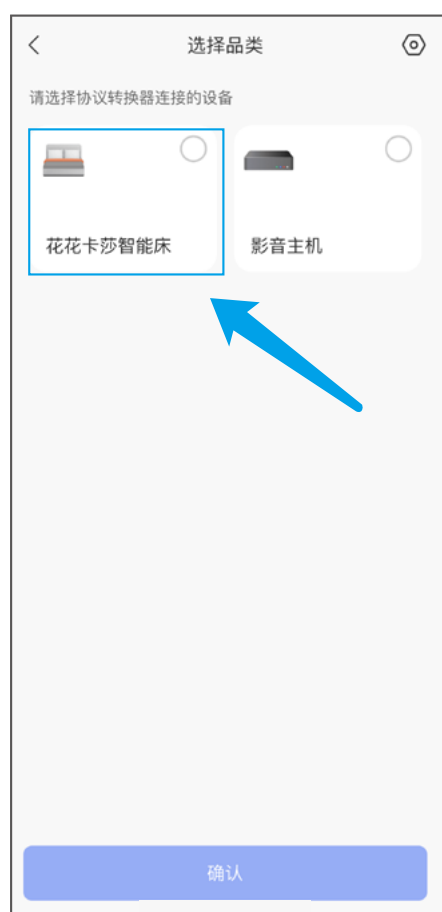 选择品类
请选择协议转换器连接的设备
花花卡莎智能床
影音主机
确认